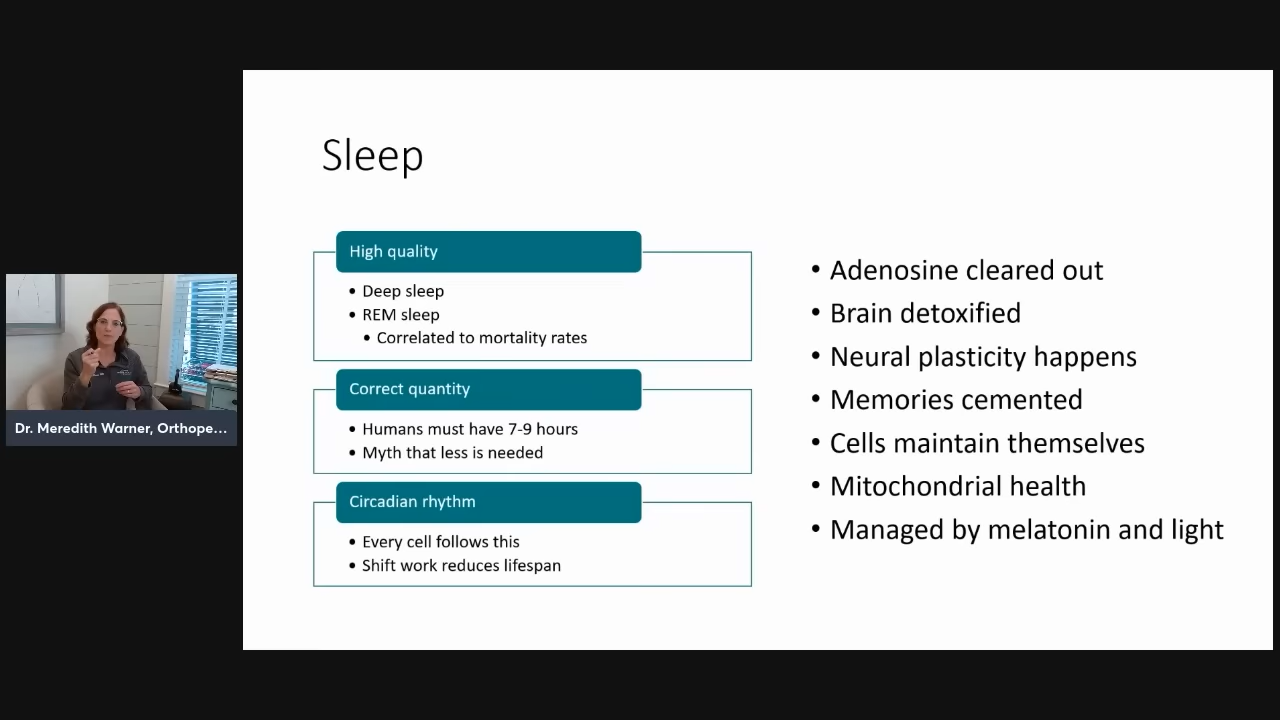 Sleep
High quality
• Deep sleep
• REM sleep
• Correlated to mortality rates
Correct quantity
• Humans must have 7-9 hours
• Myth that less is needed
Circadian rhythm
• Every cell follows this
• Shift work reduces lifespan
• Adenosine cleared out
• Brain detoxified
• Neural plasticity happens
• Memories cemented
• Cells maintain themselves
• Mitochondrial health
• Managed by melatonin and light
Dr. Meredith Warner, Orthope...